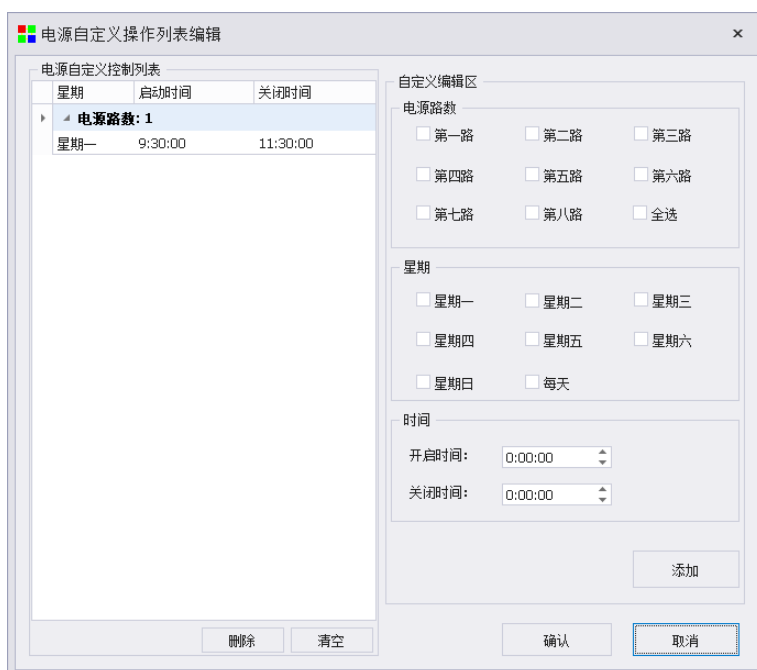 电源自定义操作列表编辑
电源自定义控制列表
星期 启动时间 关闭时间
电源路数: 1
星期一 9:30:00 11:30:00
删除 清空
自定义编辑区
电源路数
第一路 第二路 第三路
第四路 第五路 第六路
第七路 第八路 全选
星期
星期一 星期二 星期三
星期四 星期五 星期六
星期日 每天
时间
开启时间: 0:00:00
关闭时间: 0:00:00
添加
确认 取消